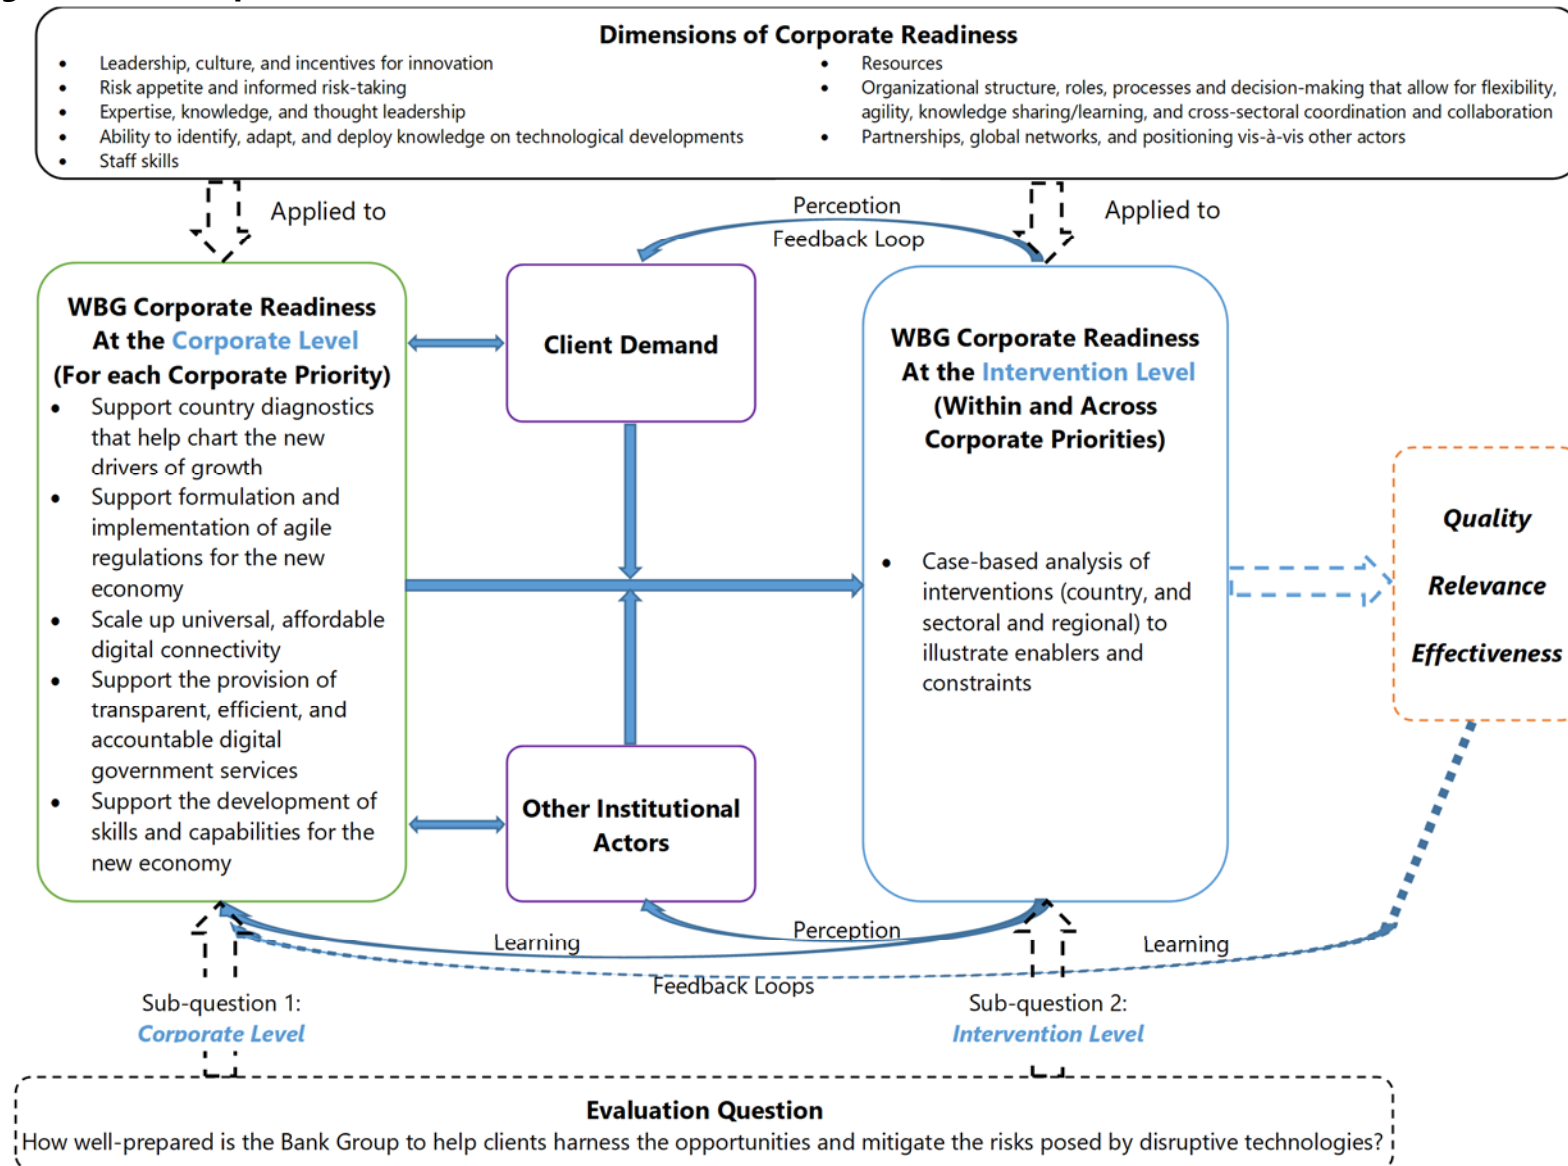 Dimensions of Corporate Readiness
• Leadership, culture, and incentives for innovation
• Risk appetite and informed risk-taking
• Expertise, knowledge, and thought leadership
• Ability to identify, adapt, and deploy knowledge on technological developments
• Staff skills
• Resources
• Organizational structure, roles, processes and decision-making that allow for flexibility,
agility, knowledge sharing/learning, and cross-sectoral coordination and collaboration
• Partnerships, global networks, and positioning vis-à-vis other actors
Applied to
Perception
Feedback Loop
Applied to
WBG Corporate Readiness
At the Corporate Level
(For each Corporate Priority)
• Support country diagnostics
that help chart the new
drivers of growth
• Support formulation and
implementation of agile
regulations for the new
economy
• Scale up universal, affordable
digital connectivity
• Support the provision of
transparent, efficient, and
accountable digital
government services
• Support the development of
skills and capabilities for the
new economy
Client Demand
Other Institutional
Actors
WBG Corporate Readiness
At the Intervention Level
(Within and Across
Corporate Priorities)
• Case-based analysis of
interventions (country, and
sectoral and regional) to
illustrate enablers and
constraints
Quality
Relevance
Effectiveness
Learning
Perception
Learning
Feedback Loops
Sub-question 1:
Corporate Level
Sub-question 2:
Intervention Level
Evaluation Question
How well-prepared is the Bank Group to help clients harness the opportunities and mitigate the risks posed by disruptive technologies?